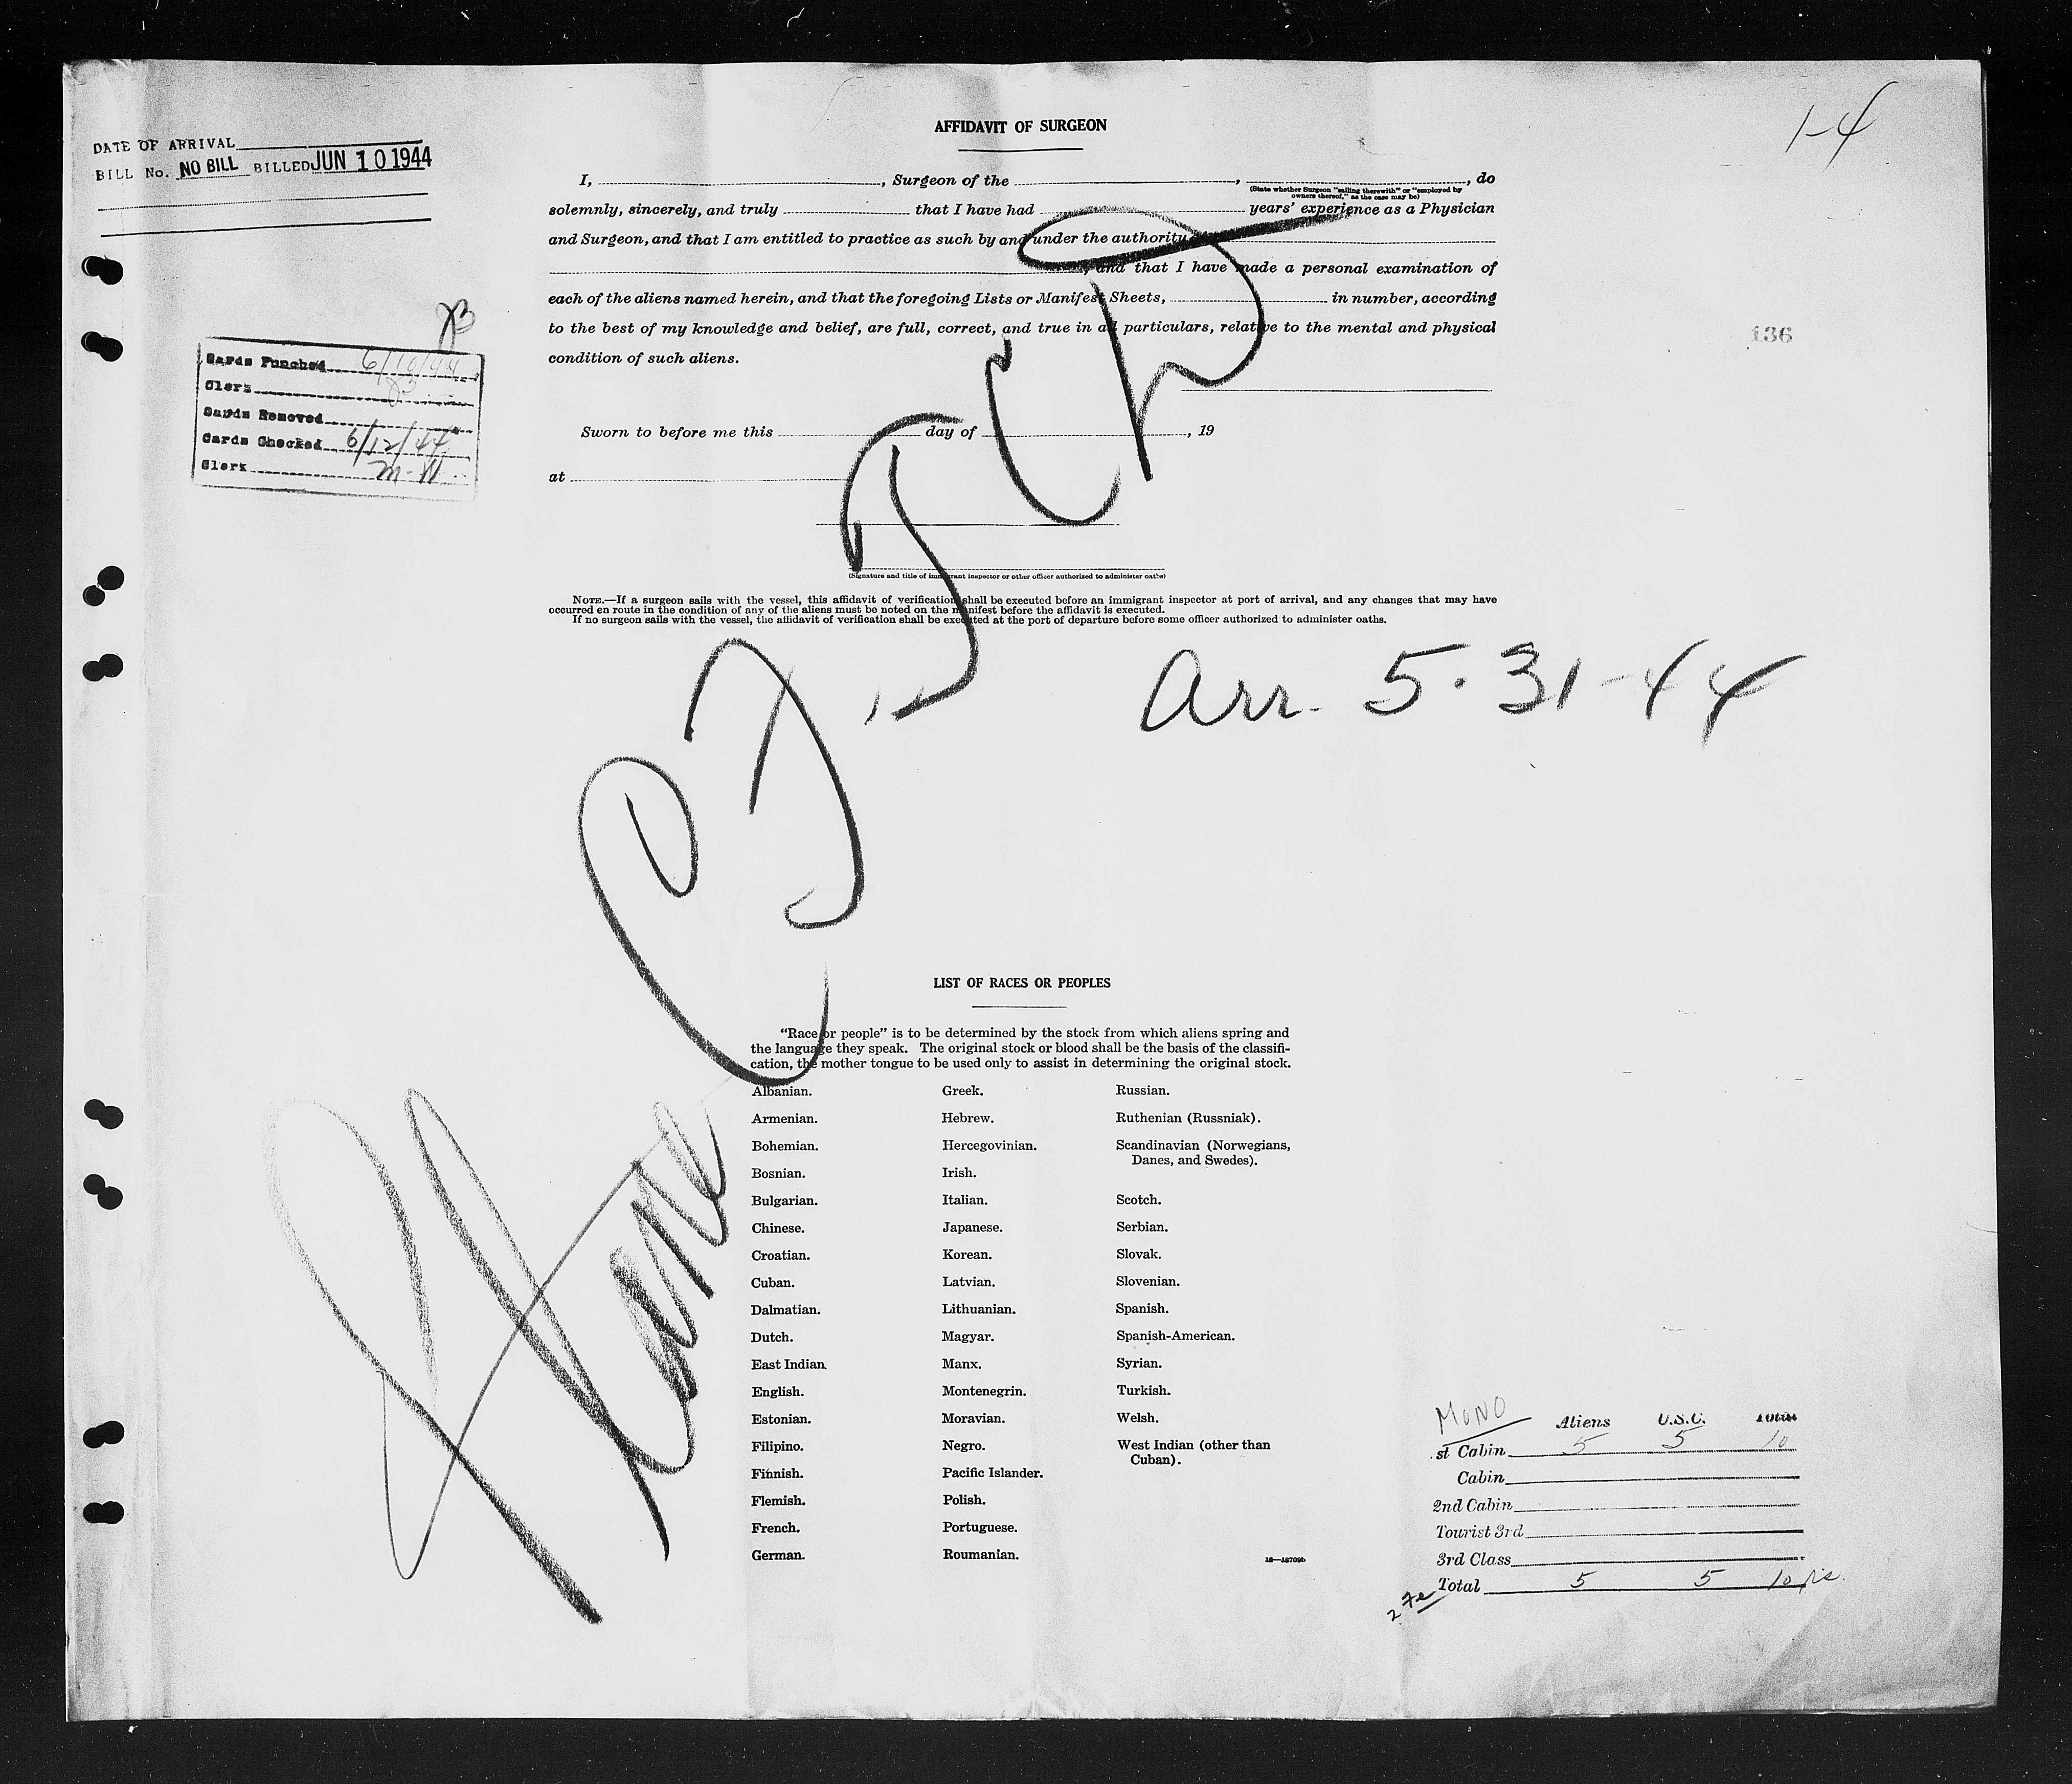 AFFIDAVIT OF SURGEON
1-4
DATE OF ARRIVAL
BILL No. NO BILL BILLED JUN 10 1944
I, , Surgeon of the , , do
(State whether Surgeon "sailing therewith" or "employed by
owners thereof," as the case may be)
solemnly, sincerely, and truly that I have had years' experience as a Physician
and Surgeon, and that I am entitled to practice as such by and under the authority
, and that I have made a personal examination of
each of the aliens named herein, and that the foregoing Lists or Manifest Sheets, in number, according
to the best of my knowledge and belief, are full, correct, and true in all particulars, relative to the mental and physical
condition of such aliens.
136
Cards Punched 6/10/44
Clerk
Cards Removed
Cards Checked 6/12/44
Clerk
Sworn to before me this day of , 19
at
(Signature and title of immigrant inspector or other officer authorized to administer oaths)
NOTE.—If a surgeon sails with the vessel, this affidavit of verification shall be executed before an immigrant inspector at port of arrival, and any changes that may have
occurred en route in the condition of any of the aliens must be noted on the manifest before the affidavit is executed.
If no surgeon sails with the vessel, the affidavit of verification shall be executed at the port of departure before some officer authorized to administer oaths.
Arr. 5-31-44
LIST OF RACES OR PEOPLES
"Race or people" is to be determined by the stock from which aliens spring and
the language they speak. The original stock or blood shall be the basis of the classifi-
cation, the mother tongue to be used only to assist in determining the original stock.
Albanian.
Armenian.
Bohemian.
Bosnian.
Bulgarian.
Chinese.
Croatian.
Cuban.
Dalmatian.
Dutch.
East Indian
English.
Estonian.
Filipino.
Finnish.
Flemish.
French.
German.
Greek.
Hebrew.
Hercegovinian.
Irish.
Italian.
Japanese.
Korean.
Latvian.
Lithuanian.
Magyar.
Manx.
Montenegrin.
Moravian.
Negro.
Pacific Islander.
Polish.
Portuguese.
Roumanian.
Russian.
Ruthenian (Russniak).
Scandinavian (Norwegians,
Danes, and Swedes).
Scotch.
Serbian.
Slovak.
Slovenian.
Spanish.
Spanish-American.
Syrian.
Turkish.
Welsh.
West Indian (other than
Cuban).
16—18709b
MONO
Aliens U.S.C. Total
st Cabin 5 5 10
Cabin
2nd Cabin
Tourist 3rd
3rd Class
Total 5 5 10